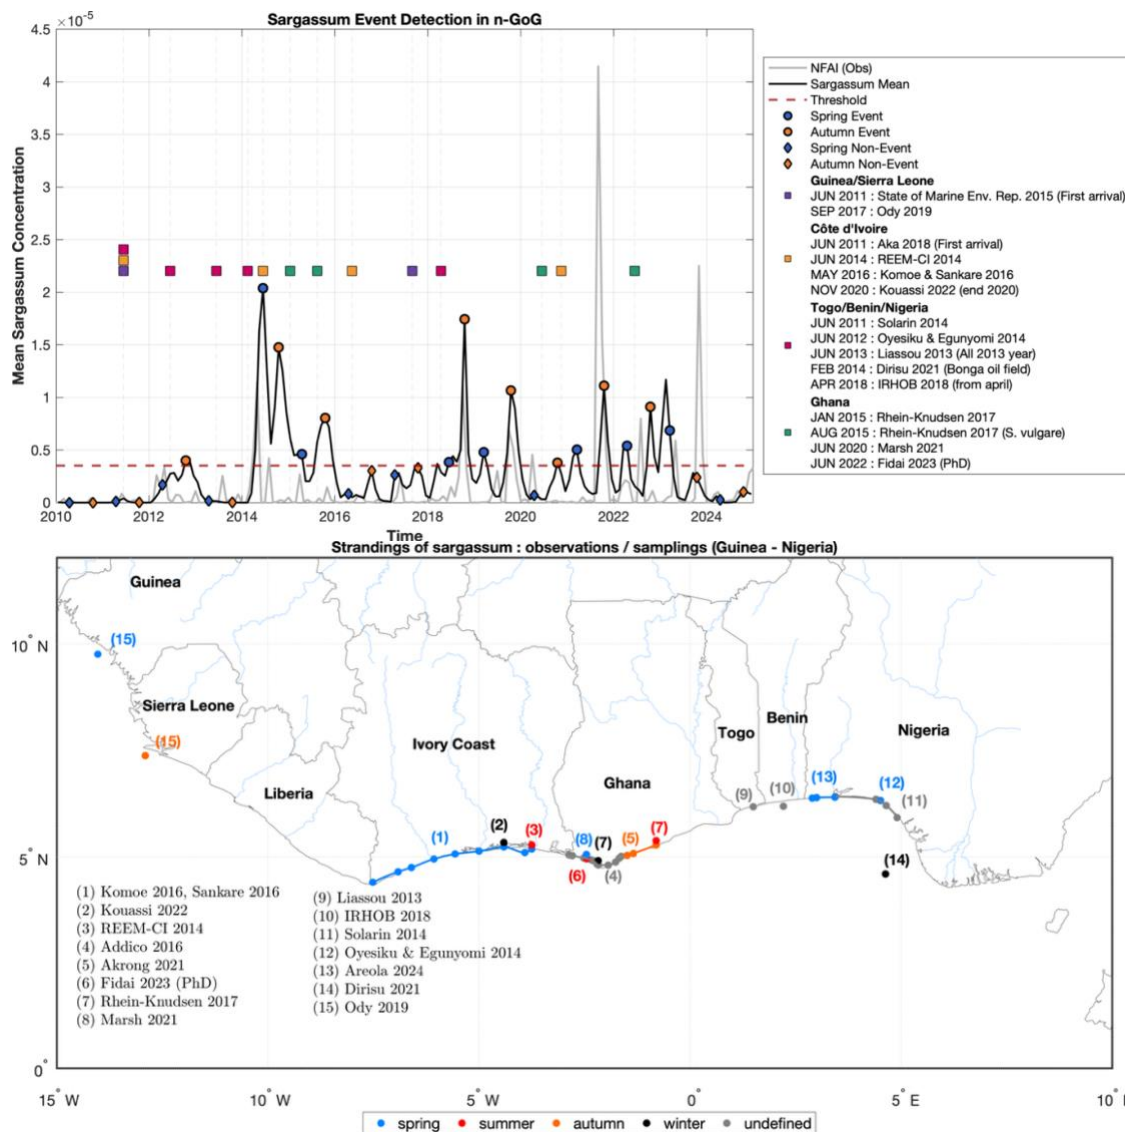 Sargassum Event Detection in n-GoG
×10-5
4.5
4
3.5
3
2.5
2
1.5
1
0.5
0
Mean Sargassum Concentration
2010 2012 2014 2016 2018 2020 2022 2024
Time
NFAI (Obs)
Sargassum Mean
Threshold
Spring Event
Autumn Event
Spring Non-Event
Autumn Non-Event
Guinea/Sierra Leone
JUN 2011 : State of Marine Env. Rep. 2015 (First arrival)
SEP 2017 : Ody 2019
Côte d'Ivoire
JUN 2011 : Aka 2018 (First arrival)
JUN 2014 : REEM-CI 2014
MAY 2016 : Komoe & Sankare 2016
NOV 2020 : Kouassi 2022 (end 2020)
Togo/Benin/Nigeria
JUN 2011 : Solarin 2014
JUN 2012 : Oyesiku & Egunyomi 2014
JUN 2013 : Liassou 2013 (All 2013 year)
FEB 2014 : Dirisu 2021 (Bonga oil field)
APR 2018 : IRHOB 2018 (from april)
Ghana
JAN 2015 : Rhein-Knudsen 2017
AUG 2015 : Rhein-Knudsen 2017 (S. vulgare)
JUN 2020 : Marsh 2021
JUN 2022 : Fidai 2023 (PhD)
Strandings of sargassum : observations / samplings (Guinea - Nigeria)
Guinea
(15)
10° N
Sierra Leone
(15)
Liberia
Ivory Coast
Ghana
Togo
Benin
Nigeria
(1)
(2)
(3)
(8)
(7)
(5)
(7)
(6)
(4)
(9)
(10)
(13)
(12)
(11)
(14)
5° N
(1) Komoe 2016, Sankare 2016
(2) Kouassi 2022
(3) REEM-CI 2014
(4) Addico 2016
(5) Akrong 2021
(6) Fidai 2023 (PhD)
(7) Rhein-Knudsen 2017
(8) Marsh 2021
(9) Liassou 2013
(10) IRHOB 2018
(11) Solarin 2014
(12) Oyesiku & Egunyomi 2014
(13) Areola 2024
(14) Dirisu 2021
(15) Ody 2019
0°
15° W 10° W 5° W 0° 5° E 10° E
spring summer autumn winter undefined